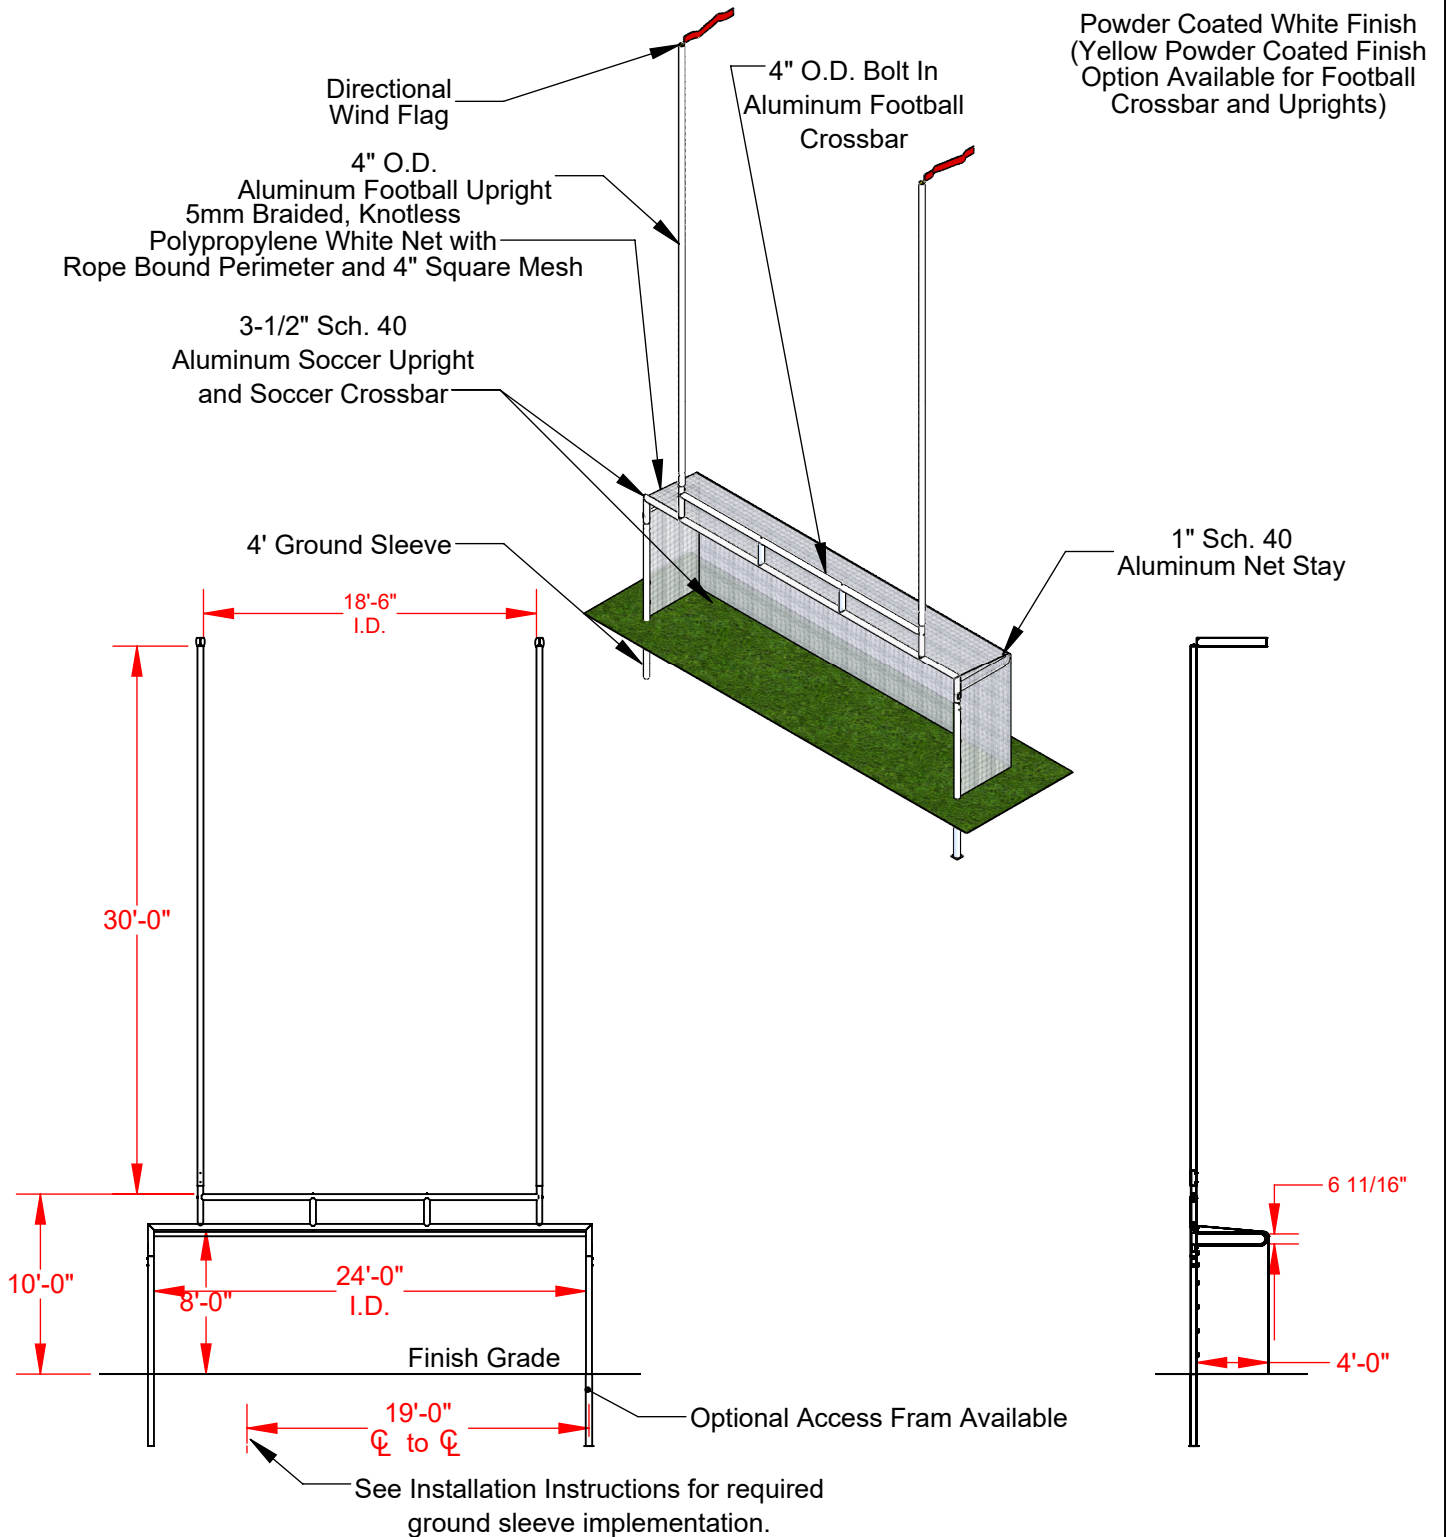 Powder Coated White Finish
(Yellow Powder Coated Finish
Option Available for Football
Crossbar and Uprights)
Directional
Wind Flag
4" O.D. Bolt In
Aluminum Football
Crossbar
4" O.D.
Aluminum Football Upright
5mm Braided, Knotless
Polypropylene White Net with
Rope Bound Perimeter and 4" Square Mesh
3-1/2" Sch. 40
Aluminum Soccer Upright
and Soccer Crossbar
4' Ground Sleeve
1" Sch. 40
Aluminum Net Stay
18'-6"
I.D.
30'-0"
10'-0"
8'-0"
24'-0"
I.D.
Finish Grade
6 11/16"
4'-0"
19'-0"
℄ to ℄
Optional Access Fram Available
See Installation Instructions for required
ground sleeve implementation.